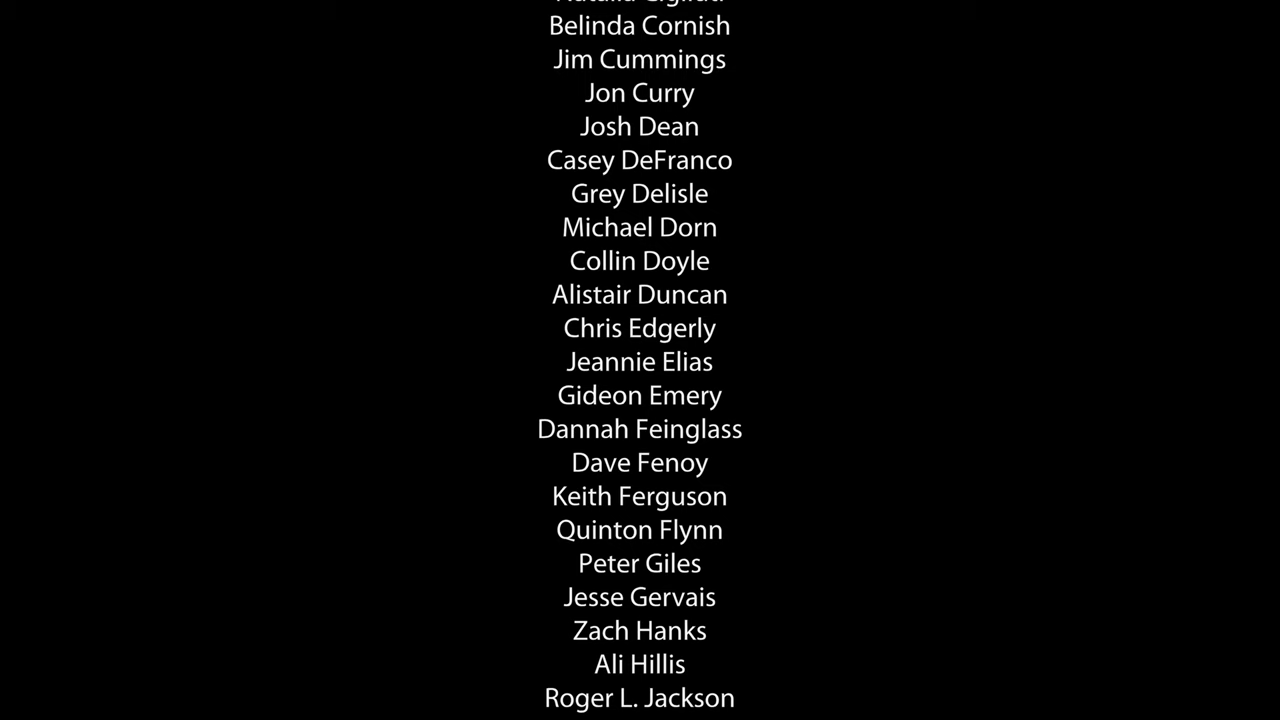 Belinda Cornish
Jim Cummings
Jon Curry
Josh Dean
Casey DeFranco
Grey Delisle
Michael Dorn
Collin Doyle
Alistair Duncan
Chris Edgerly
Jeannie Elias
Gideon Emery
Dannah Feinglass
Dave Fenoy
Keith Ferguson
Quinton Flynn
Peter Giles
Jesse Gervais
Zach Hanks
Ali Hillis
Roger L. Jackson